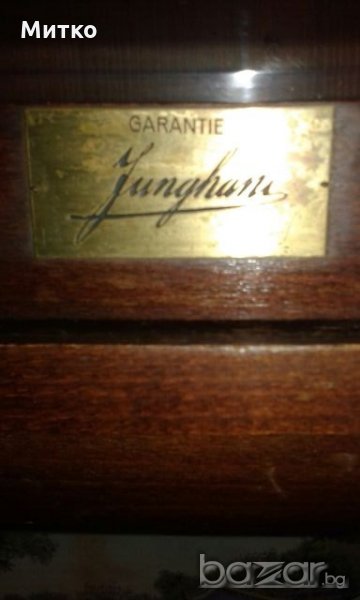 Митко
GARANTIE
Junghans
bazar.bg